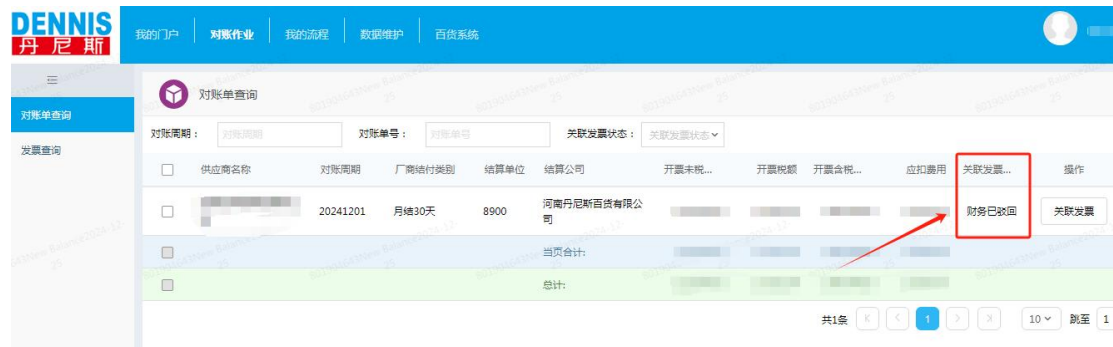 DENNIS
丹尼斯
我的门户 对账作业 我的流程 数据维护 百货系统
对账单查询
对账单查询
发票查询
对账周期： 对账周期 对账单号： 对账单号 关联发票状态： 关联发票状态
供应商名称 对账周期 厂商结付类别 结算单位 结算公司 开票未税... 开票税额 开票含税... 应扣费用 关联发票... 操作
20241201 月结30天 8900 河南丹尼斯百货有限公
司 财务已驳回 关联发票
当页合计:
总计:
共1条 1 10 跳至 1